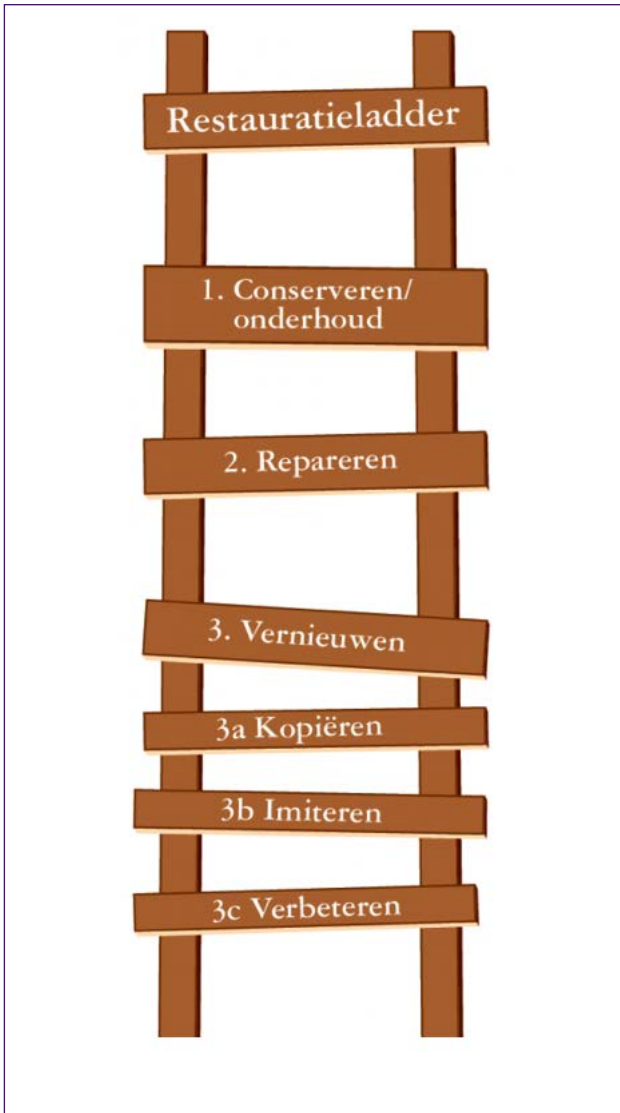 Restauratieladder
1. Conserveren/
onderhoud
2. Repareren
3. Vernieuwen
3a Kopiëren
3b Imiteren
3c Verbeteren